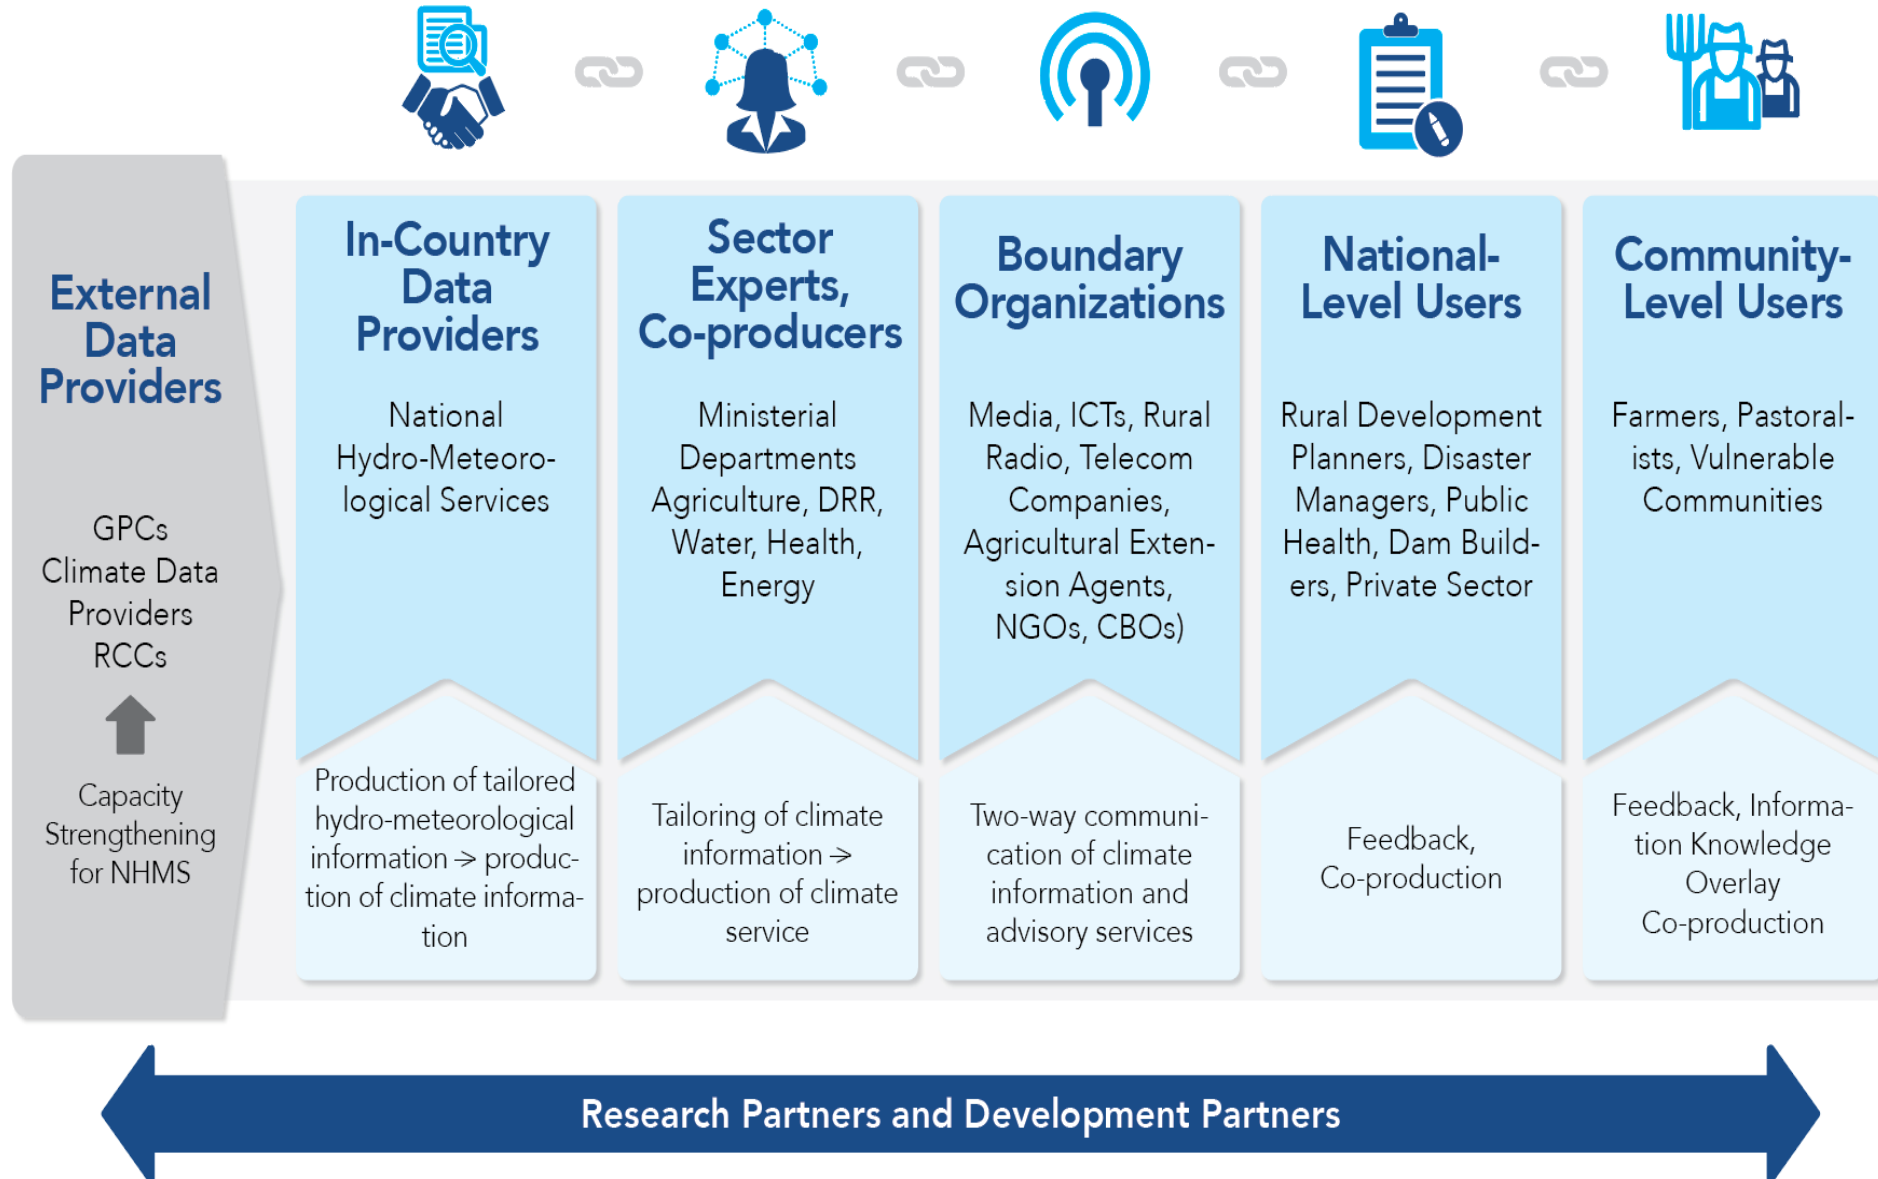 External
Data
Providers
GPCs
Climate Data
Providers
RCCs
Capacity
Strengthening
for NHMS
In-Country
Data
Providers
National
Hydro-Meteoro-
logical Services
Production of tailored
hydro-meteorological
information → produc-
tion of climate informa-
tion
Sector
Experts,
Co-producers
Ministerial
Departments
Agriculture, DRR,
Water, Health,
Energy
Tailoring of climate
information →
production of climate
service
Boundary
Organizations
Media, ICTs, Rural
Radio, Telecom
Companies,
Agricultural Exten-
sion Agents,
NGOs, CBOs)
Two-way communi-
cation of climate
information and
advisory services
National-
Level Users
Rural Development
Planners, Disaster
Managers, Public
Health, Dam Build-
ers, Private Sector
Feedback,
Co-production
Community-
Level Users
Farmers, Pastoral-
ists, Vulnerable
Communities
Feedback, Informa-
tion Knowledge
Overlay
Co-production
Research Partners and Development Partners